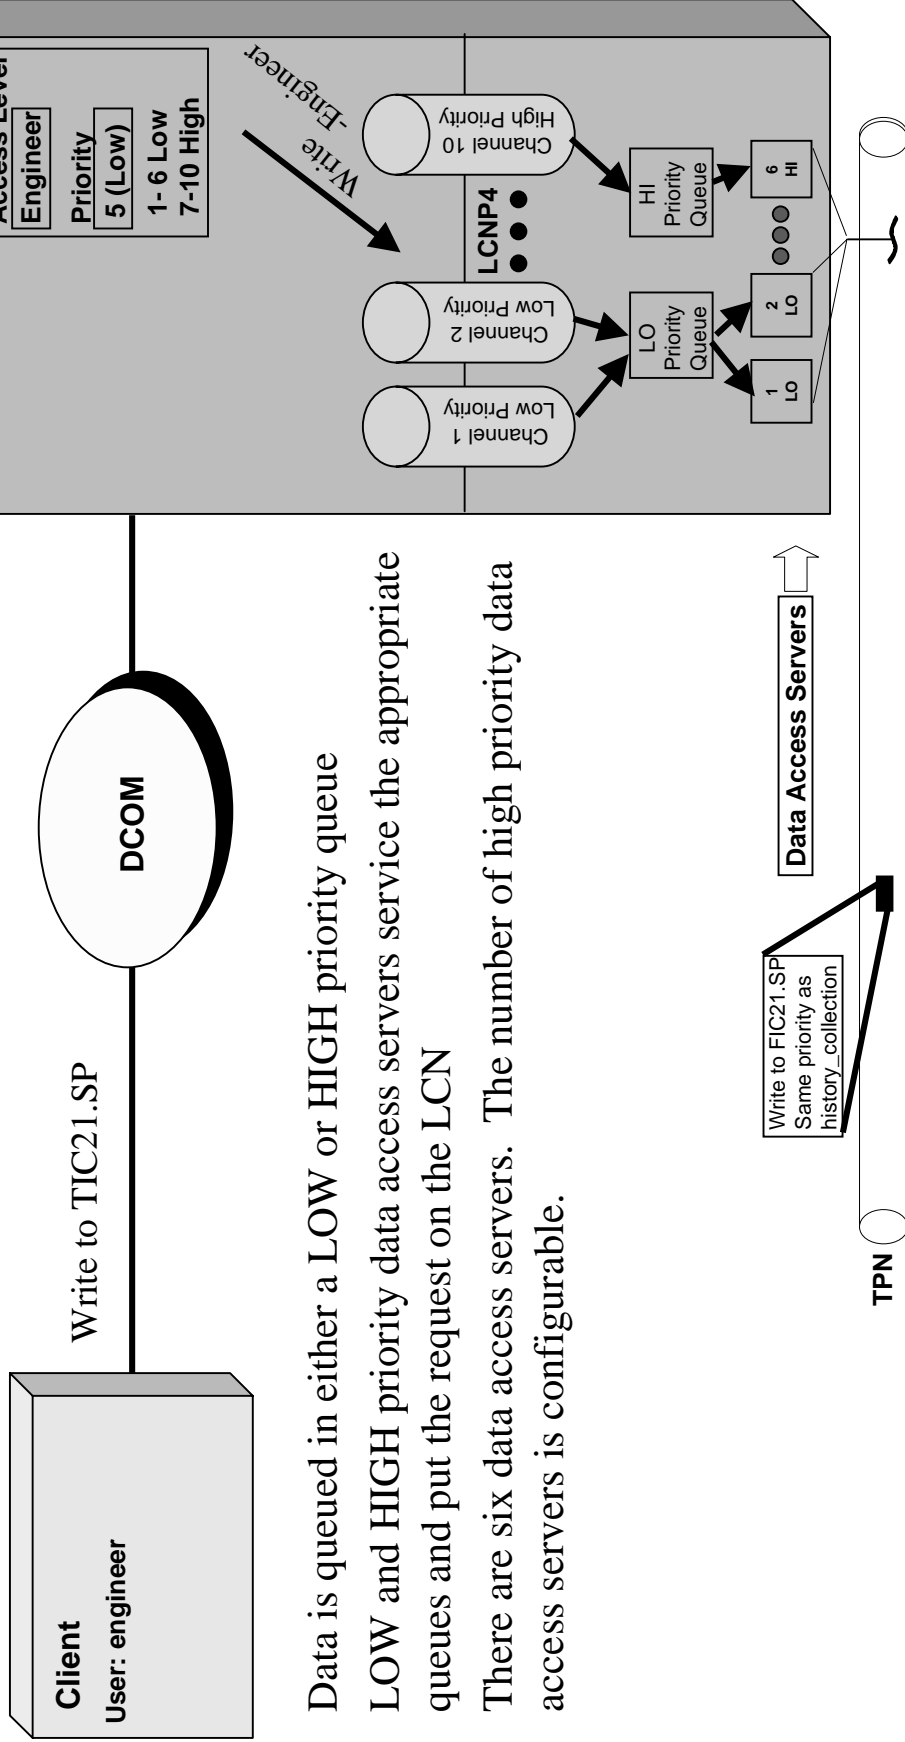 Access Level
Engineer
Priority
5 (Low)
1- 6 Low
7-10 High
Write to TIC21.SP
DCOM
Client
User: engineer
Write
-Engineer
Channel 1
Low Priority
Channel 2
Low Priority
LCNP4
Channel 10
High Priority
LO
Priority
Queue
HI
Priority
Queue
1
LO
2
LO
6
HI
Data is queued in either a LOW or HIGH priority queue
LOW and HIGH priority data access servers service the appropriate
queues and put the request on the LCN
There are six data access servers.  The number of high priority data
access servers is configurable.
Data Access Servers
Write to FIC21.SP
Same priority as
history_collection
TPN